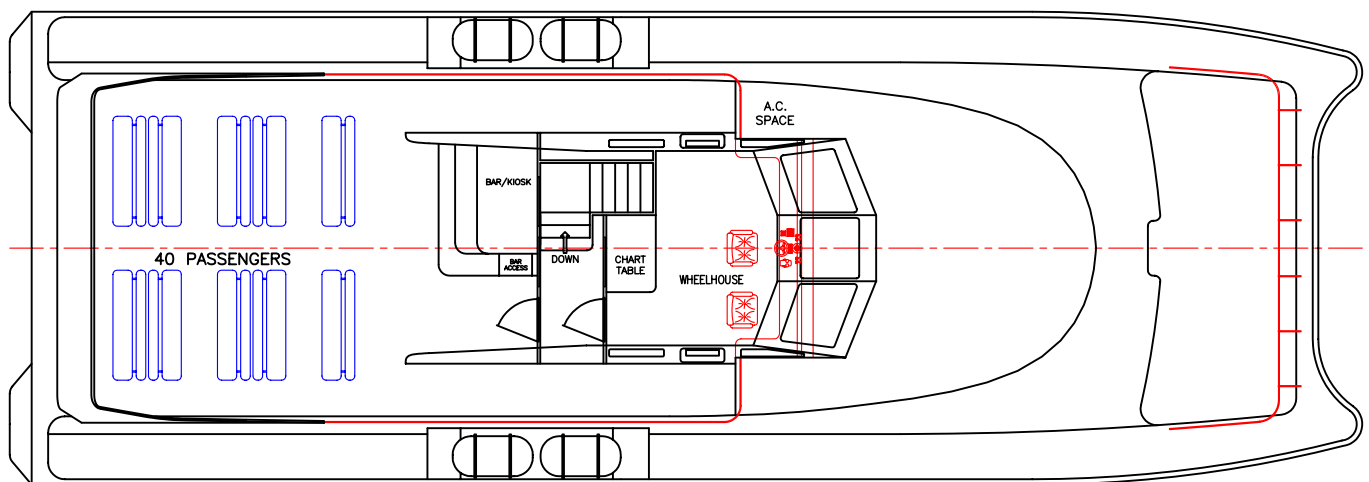 A.C.
SPACE
BAR/KIOSK
40 PASSENGERS
BAR
ACCESS
DOWN
CHART
TABLE
WHEELHOUSE